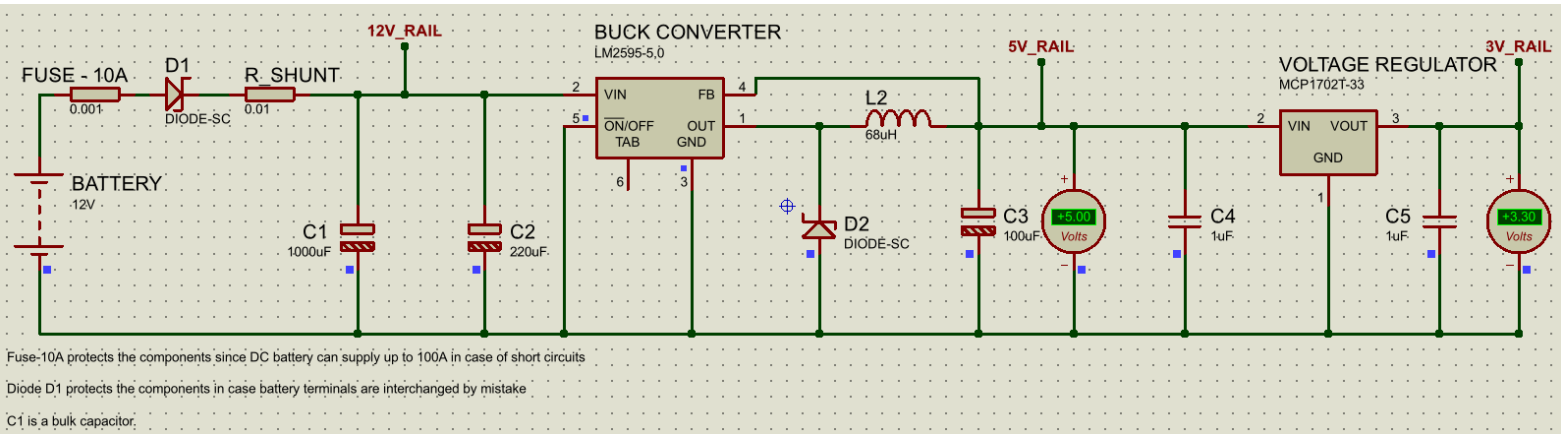 12V_RAIL
BUCK CONVERTER
LM2595-5,0
5V_RAIL
3V_RAIL
FUSE - 10A
0.001
D1
DIODE-SC
R_SHUNT
0.01
VOLTAGE REGULATOR
MCP1702T-33
2
VIN
FB
4
5
ON/OFF
OUT
1
TAB
GND
6
3
L2
68uH
2
VIN
VOUT
3
GND
1
BATTERY
12V
C1
1000uF
C2
220uF
D2
DIODE-SC
C3
100uF
+
+5.00
Volts
−
C4
1uF
C5
1uF
+
+3.30
Volts
−
Fuse-10A protects the components since DC battery can supply up to 100A in case of short circuits
Diode D1 protects the components in case battery terminals are interchanged by mistake
C1 is a bulk capacitor.